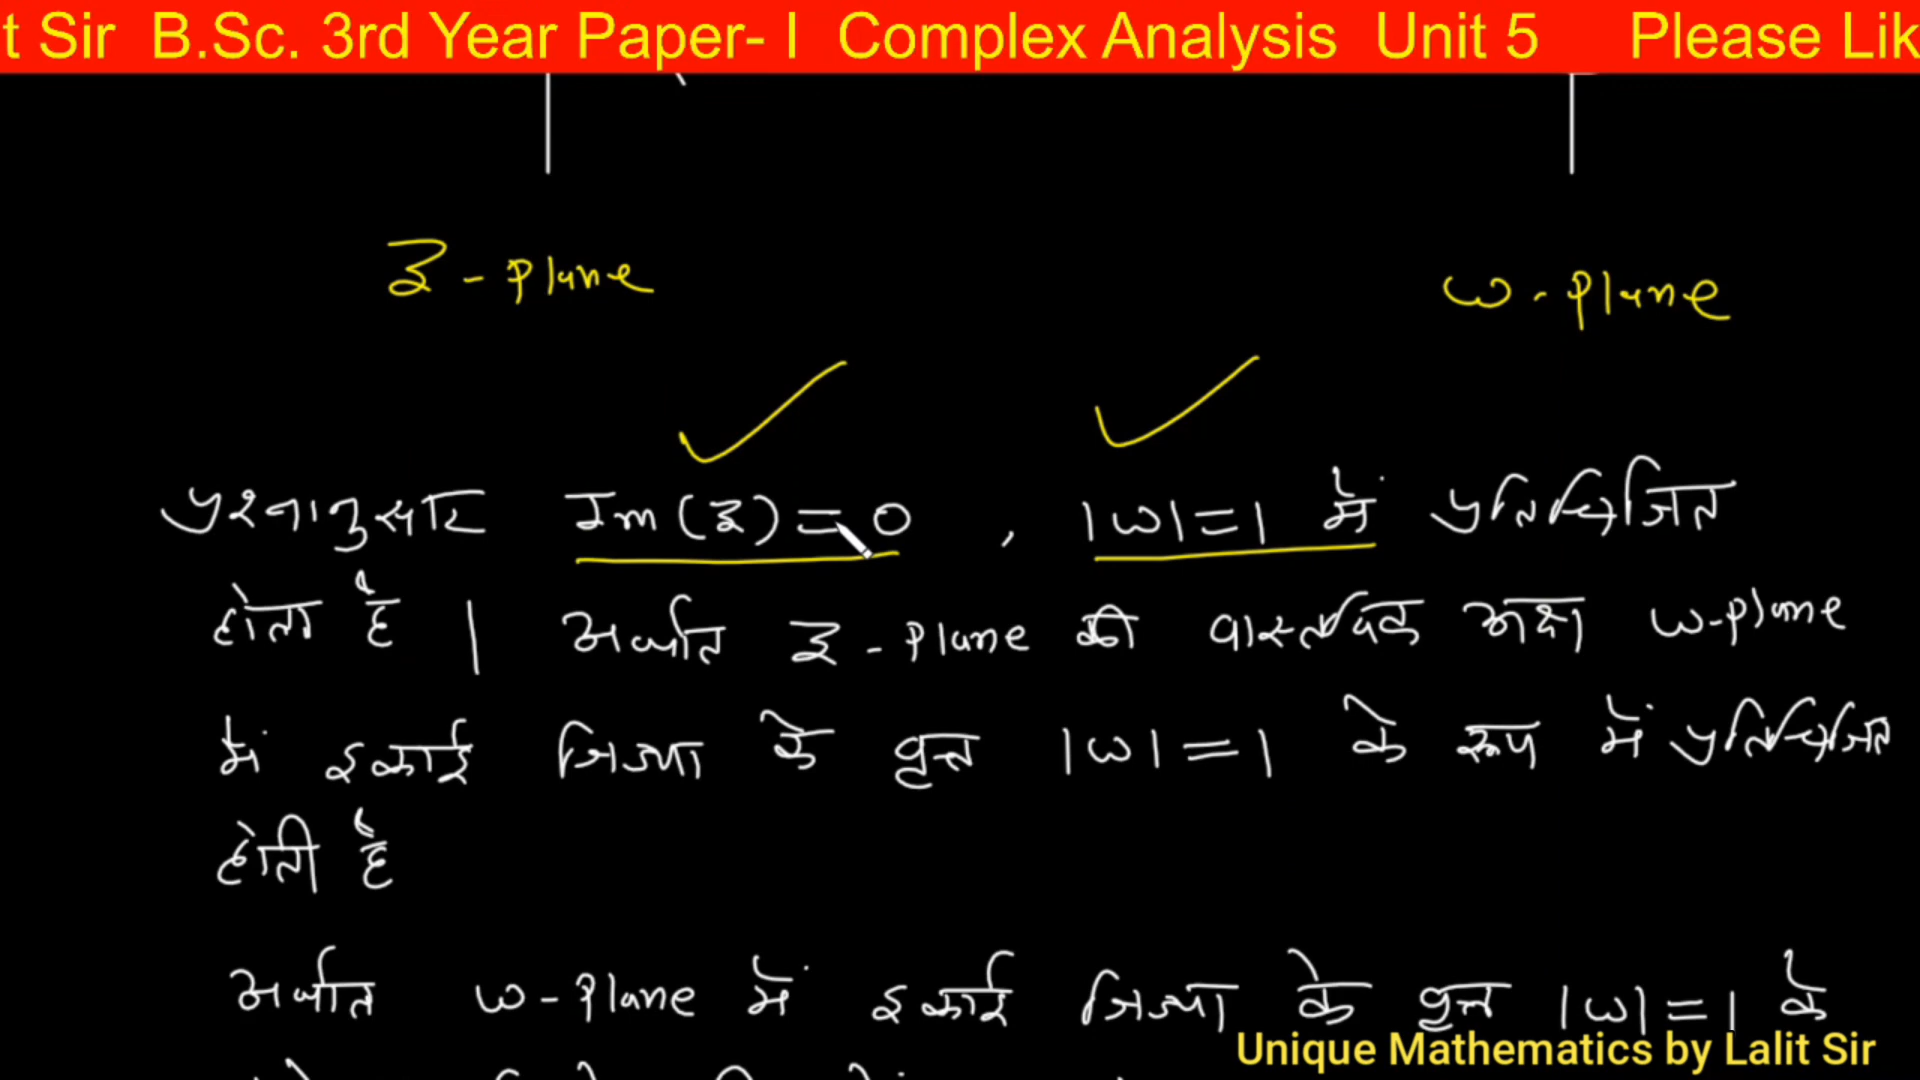 t Sir B.Sc. 3rd Year Paper- I Complex Analysis Unit 5 Please Lik
Z - plane
w - plane
प्रश्नानुसार Im(z) = 0 , |w| = 1 में प्रतिचित्रित
होता है | अर्थात z - plane की वास्तविक अक्ष w-plane
में इकाई त्रिज्या के वृत्त |w| = 1 के रूप में प्रतिचित्रित
होती है
अर्थात w - plane में इकाई त्रिज्या के वृत्त |w| = 1 के
Unique Mathematics by Lalit Sir